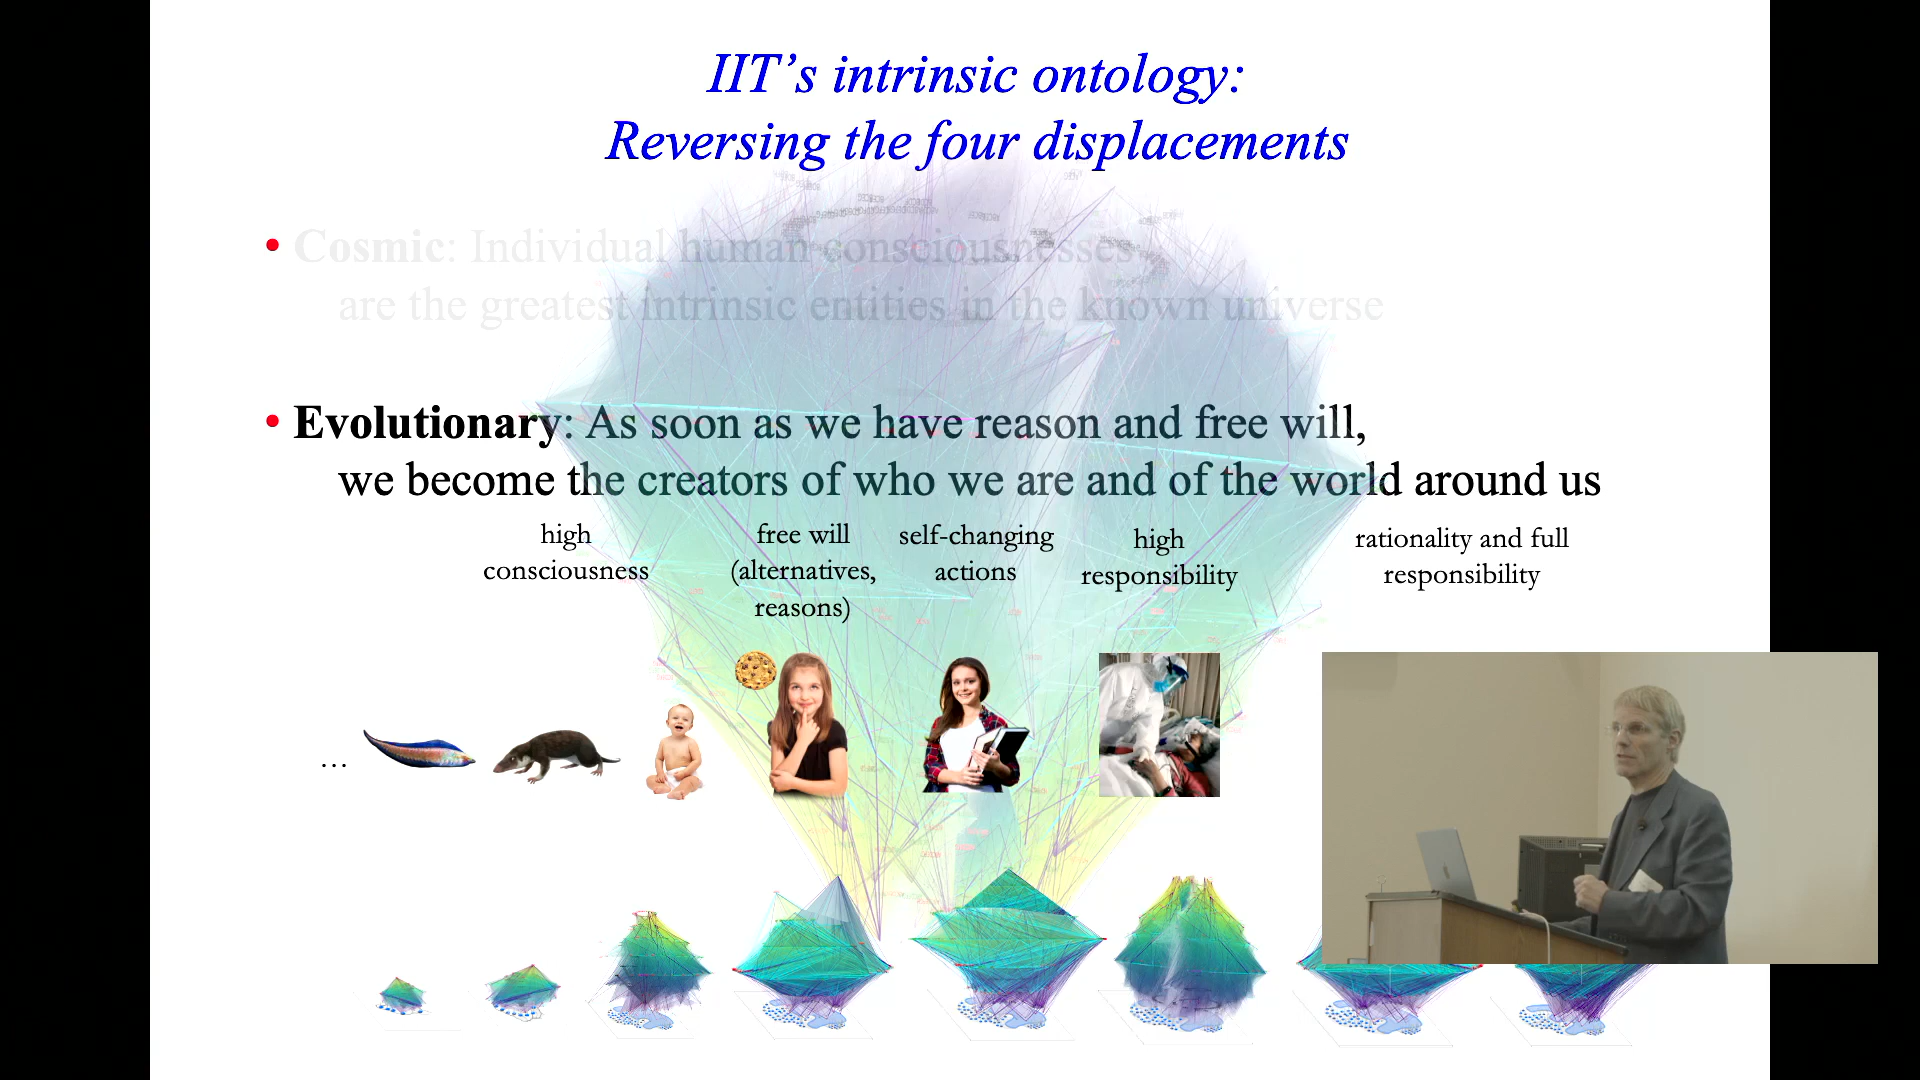 IIT’s intrinsic ontology:
Reversing the four displacements
• Cosmic: Individual human consciousnesses
are the greatest intrinsic entities in the known universe
• Evolutionary: As soon as we have reason and free will,
we become the creators of who we are and of the world around us
high
consciousness
free will
(alternatives,
reasons)
self-changing
actions
high
responsibility
rationality and full
responsibility
…